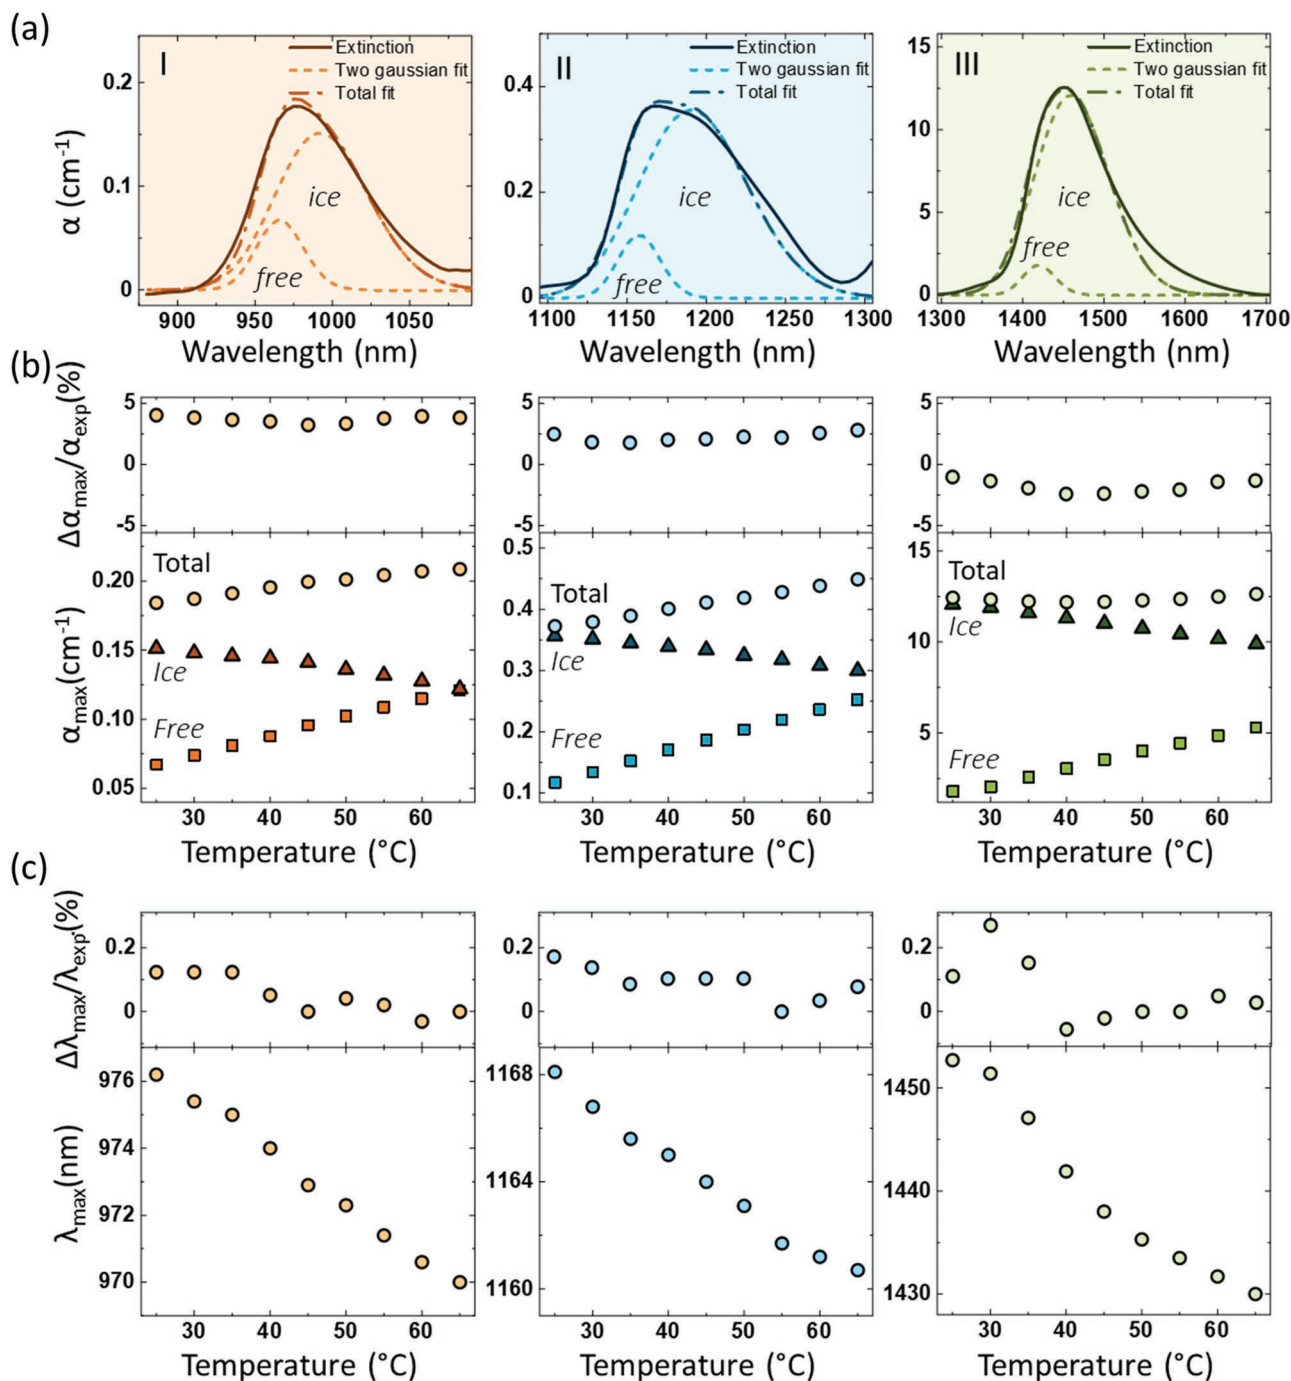 (a)
I
Extinction
Two gaussian fit
Total fit
ice
free
0.2
0.1
0
900
950
1000
1050
α (cm⁻¹)
Wavelength (nm)
II
Extinction
Two gaussian fit
Total fit
ice
free
0.4
0.2
0
1100
1150
1200
1250
1300
Wavelength (nm)
III
Extinction
Two gaussian fit
Total fit
ice
free
15
12.5
10
7.5
5
2.5
0
1300
1400
1500
1600
1700
Wavelength (nm)
(b)
Δαmax/αexp(%)
5
0
-5
5
0
-5
5
0
-5
αmax(cm⁻¹)
Total
Ice
Free
0.20
0.15
0.10
0.05
30
40
50
60
Temperature (°C)
Total
Ice
Free
0.5
0.4
0.3
0.2
0.1
30
40
50
60
Temperature (°C)
Total
Ice
Free
15
10
5
30
40
50
60
Temperature (°C)
(c)
Δλmax/λexp.(%)
0.2
0
0.2
0
0.2
0
λmax(nm)
976
974
972
970
30
40
50
60
Temperature (°C)
1168
1164
1160
30
40
50
60
Temperature (°C)
1450
1440
1430
30
40
50
60
Temperature (°C)